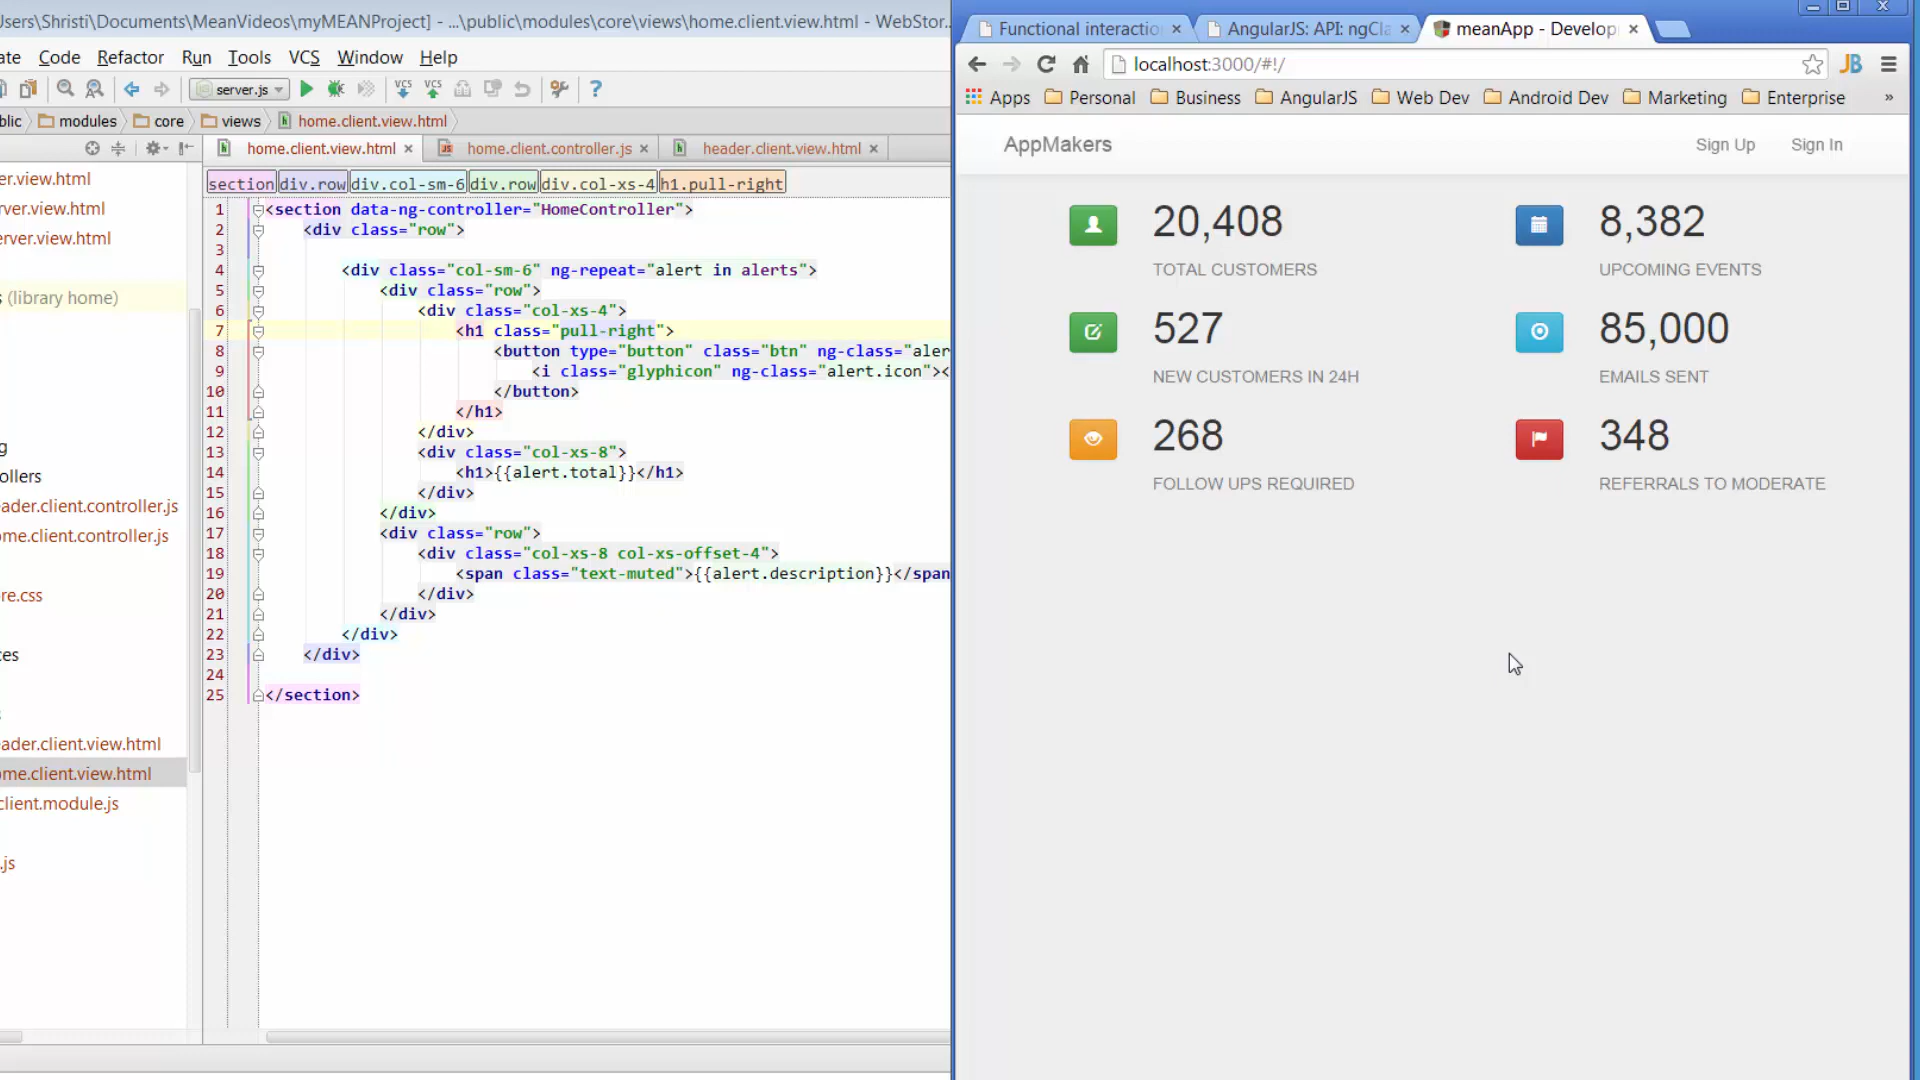 Users\Shristi\Documents\MeanVideos\myMEANProject] - ...\public\modules\core\views\home.client.view.html - WebStor...
ate Code Refactor Run Tools VCS Window Help
server.js
VCS VCS
blic modules core views home.client.view.html
home.client.view.html
home.client.controller.js
header.client.view.html
section div.row div.col-sm-6 div.row div.col-xs-4 h1.pull-right
er.view.html
rver.view.html
erver.view.html
s (library home)
g
ollers
ader.client.controller.js
me.client.controller.js
re.css
ces
s
ader.client.view.html
me.client.view.html
client.module.js
.js
1 <section data-ng-controller="HomeController">
2 <div class="row">
3
4 <div class="col-sm-6" ng-repeat="alert in alerts">
5 <div class="row">
6 <div class="col-xs-4">
7 <h1 class="pull-right">
8 <button type="button" class="btn" ng-class="aler
9 <i class="glyphicon" ng-class="alert.icon"><
10 </button>
11 </h1>
12 </div>
13 <div class="col-xs-8">
14 <h1>{{alert.total}}</h1>
15 </div>
16 </div>
17 <div class="row">
18 <div class="col-xs-8 col-xs-offset-4">
19 <span class="text-muted">{{alert.description}}</span
20 </div>
21 </div>
22 </div>
23 </div>
24
25 </section>
Functional interactio
AngularJS: API: ngCla
meanApp - Develop
localhost:3000/#!/
JB
Apps Personal Business AngularJS Web Dev Android Dev Marketing Enterprise »
AppMakers Sign Up Sign In
20,408
TOTAL CUSTOMERS
8,382
UPCOMING EVENTS
527
NEW CUSTOMERS IN 24H
85,000
EMAILS SENT
268
FOLLOW UPS REQUIRED
348
REFERRALS TO MODERATE